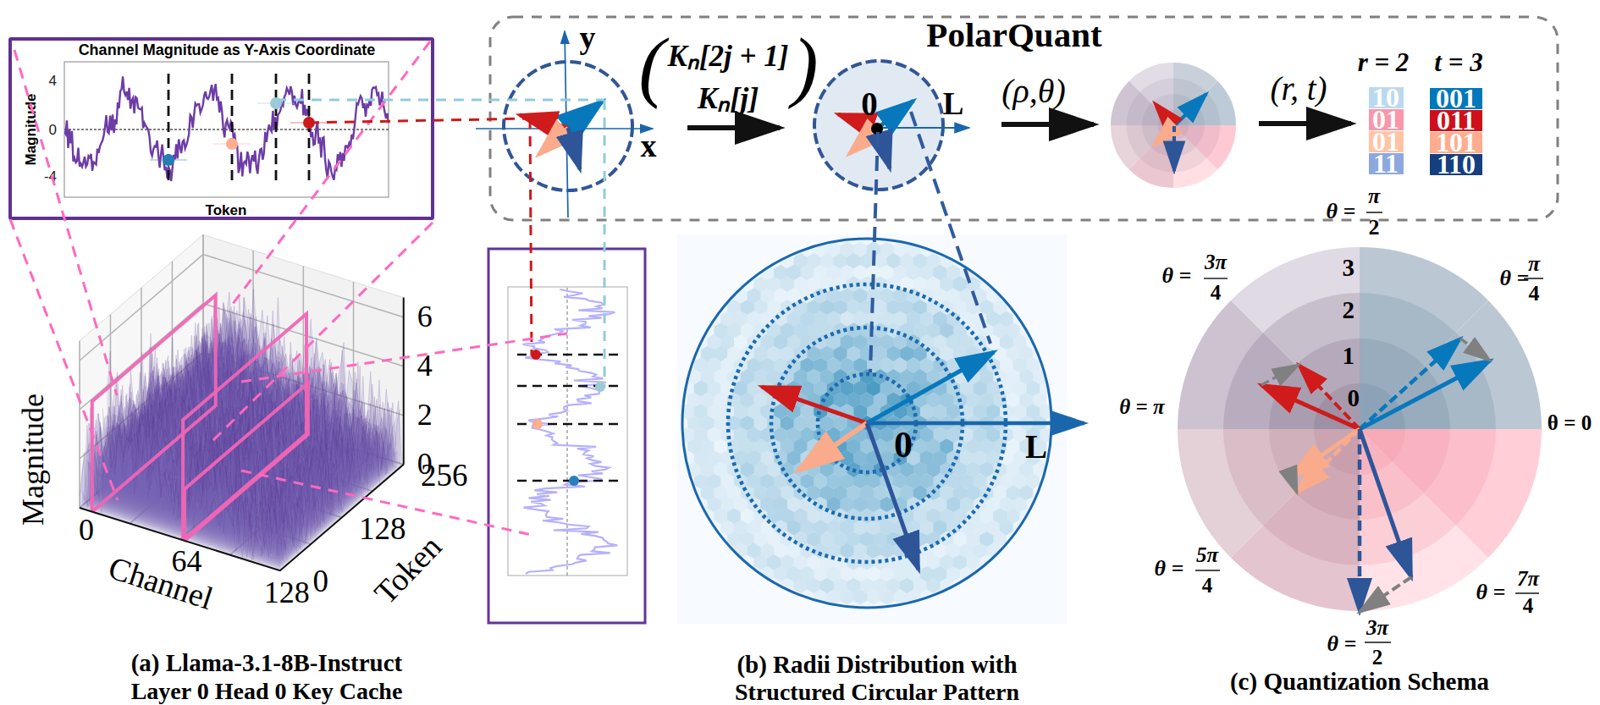 Channel Magnitude as Y-Axis Coordinate
Magnitude
4
0
-4
Token
PolarQuant
y
x
Kₙ[2j + 1]
Kₙ[j]
0
L
(ρ,θ)
(r, t)
r = 2 t = 3
10 001
01 011
01 101
11 110
Magnitude
6
4
2
0
256
128
0
Token
0
64
128
Channel
0
L
θ = π/2
θ = 3π/4
θ = π/4
3
2
1
0
θ = π
θ = 0
θ = 5π/4
θ = 7π/4
θ = 3π/2
(a) Llama-3.1-8B-Instruct
Layer 0 Head 0 Key Cache
(b) Radii Distribution with
Structured Circular Pattern
(c) Quantization Schema